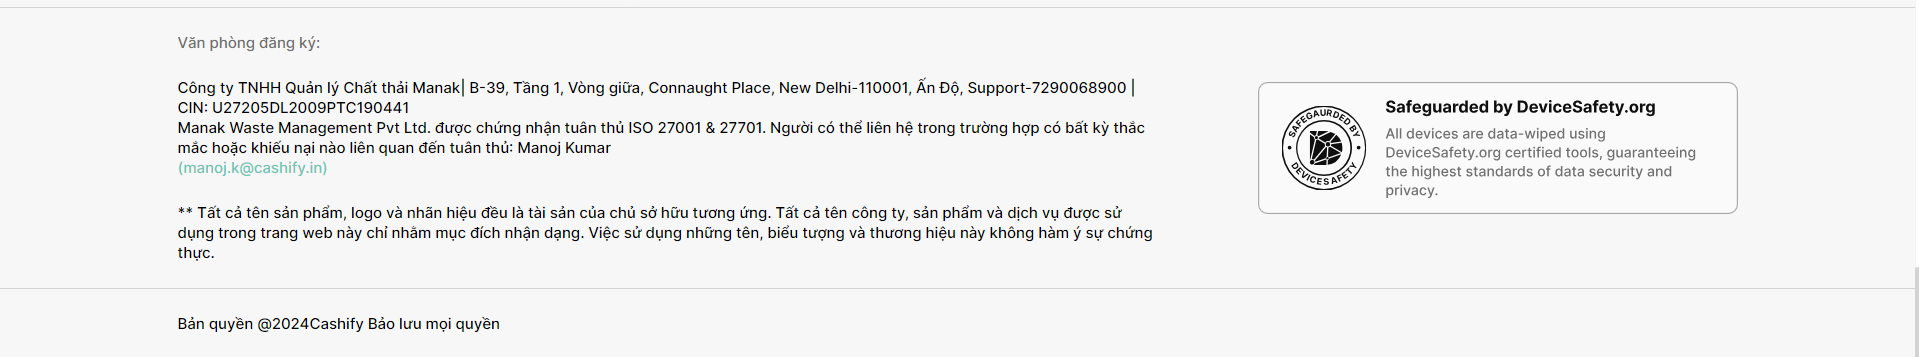 Văn phòng đăng ký:
Công ty TNHH Quản lý Chất thải Manak| B-39, Tầng 1, Vòng giữa, Connaught Place, New Delhi-110001, Ấn Độ, Support-7290068900 |
CIN: U27205DL2009PTC190441
Manak Waste Management Pvt Ltd. được chứng nhận tuân thủ ISO 27001 & 27701. Người có thể liên hệ trong trường hợp có bất kỳ thắc
mắc hoặc khiếu nại nào liên quan đến tuân thủ: Manoj Kumar
(manoj.k@cashify.in)
** Tất cả tên sản phẩm, logo và nhãn hiệu đều là tài sản của chủ sở hữu tương ứng. Tất cả tên công ty, sản phẩm và dịch vụ được sử
dụng trong trang web này chỉ nhằm mục đích nhận dạng. Việc sử dụng những tên, biểu tượng và thương hiệu này không hàm ý sự chứng
thực.
SAFEGAURDED BY
DEVICESAFETY
Safeguarded by DeviceSafety.org
All devices are data-wiped using
DeviceSafety.org certified tools, guaranteeing
the highest standards of data security and
privacy.
Bản quyền @2024Cashify Bảo lưu mọi quyền